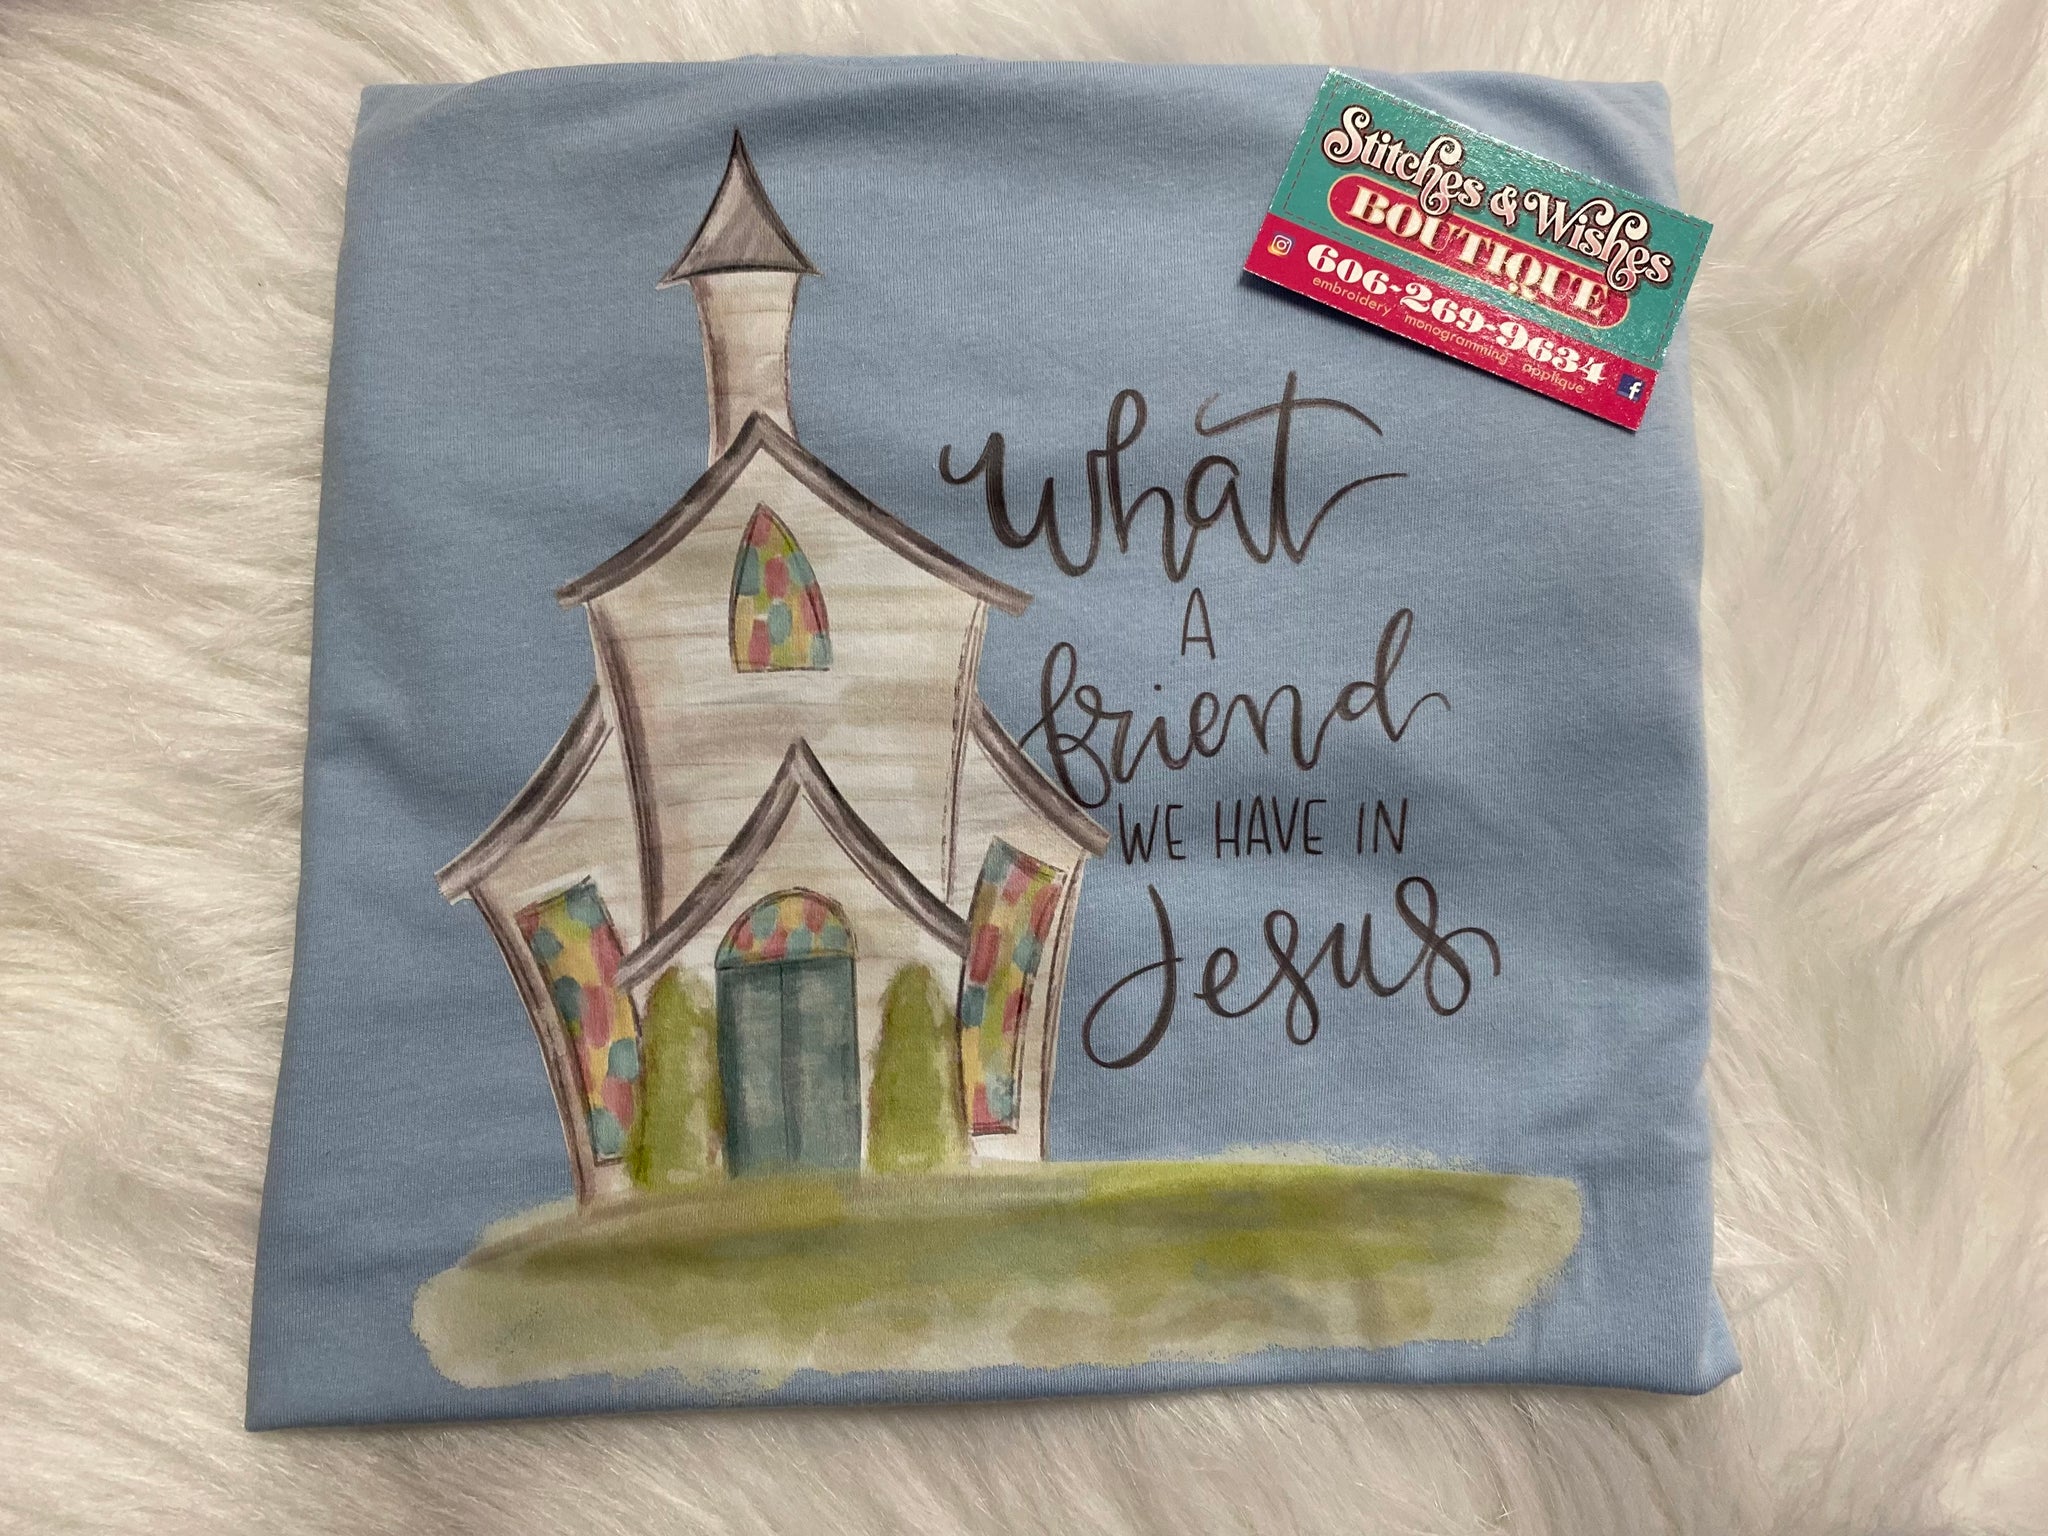 Stitches & Wishes
BOUTIQUE
606-269-9634
embroidery monogramming applique
f
What
A
friend
WE HAVE IN
Jesus